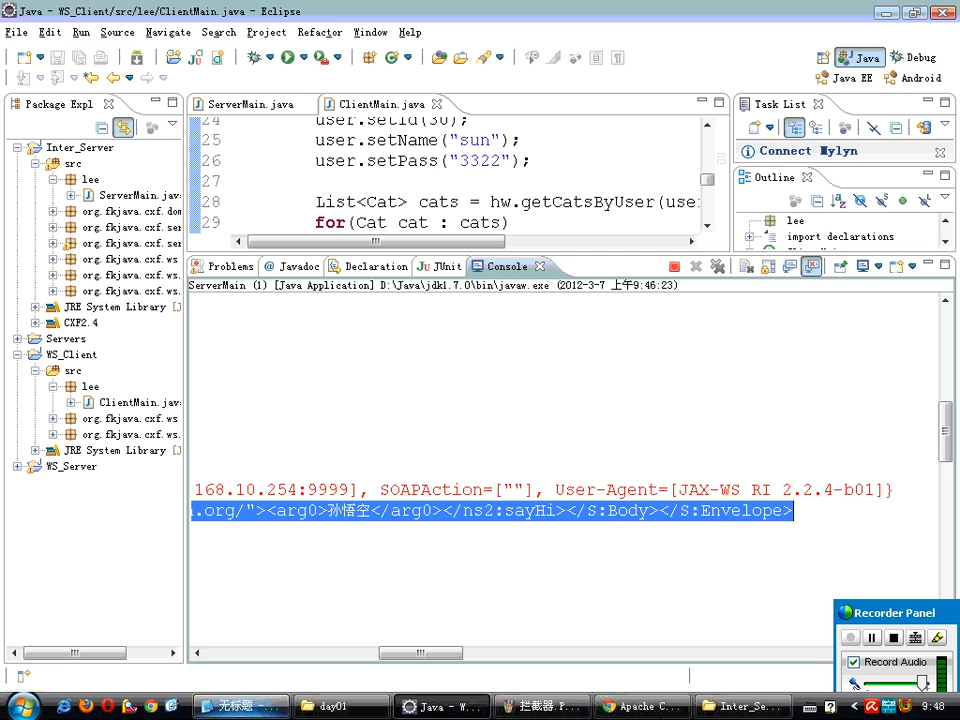 Java - WS_Client/src/lee/ClientMain.java - Eclipse
File Edit Run Source Navigate Search Project Refactor Window Help
Java Debug
Java EE Android
Package Expl
ServerMain.java ClientMain.java
Task List
24 user.setId(30);
25 user.setName("sun");
26 user.setPass("3322");
27
28 List<Cat> cats = hw.getCatsByUser(use
29 for(Cat cat : cats)
Connect Mylyn
Outline
lee
import declarations
Inter_Server
src
lee
ServerMain.jav
org.fkjava.cxf.dom
org.fkjava.cxf.ser
org.fkjava.cxf.ser
org.fkjava.cxf.ws
org.fkjava.cxf.ws
org.fkjava.cxf.ws
JRE System Library [J
CXF2.4
Servers
WS_Client
src
lee
ClientMain.jav
org.fkjava.cxf.ws
org.fkjava.cxf.ws.
JRE System Library [J
WS_Server
Problems @ Javadoc Declaration JUnit Console
ServerMain (1) [Java Application] D:\Java\jdk1.7.0\bin\javaw.exe (2012-3-7 上午9:46:23)
168.10.254:9999], SOAPAction=[""], User-Agent=[JAX-WS RI 2.2.4-b01]}
.org/"><arg0>孙悟空</arg0></ns2:sayHi></S:Body></S:Envelope>
Recorder Panel
Record Audio
无标题 -... day01 Java - W... 拦截器.P... Apache C... Inter_Se... 9:48